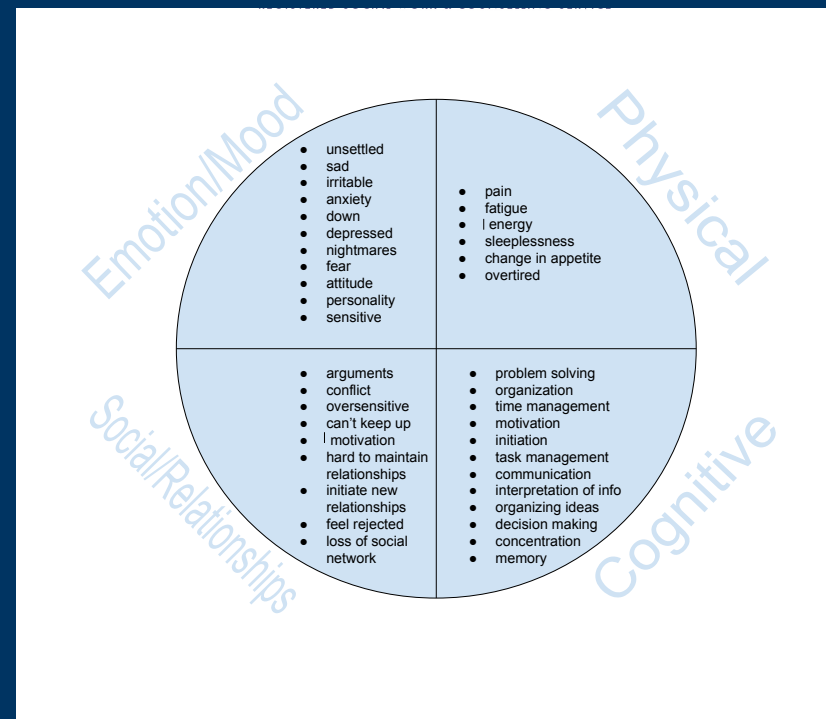 Emotion/Mood
● unsettled
● sad
● irritable
● anxiety
● down
● depressed
● nightmares
● fear
● attitude
● personality
● sensitive
Physical
● pain
● fatigue
● | energy
● sleeplessness
● change in appetite
● overtired
Social/Relationships
● arguments
● conflict
● oversensitive
● can’t keep up
● | motivation
● hard to maintain
relationships
● initiate new
relationships
● feel rejected
● loss of social
network
Cognitive
● problem solving
● organization
● time management
● motivation
● initiation
● task management
● communication
● interpretation of info
● organizing ideas
● decision making
● concentration
● memory